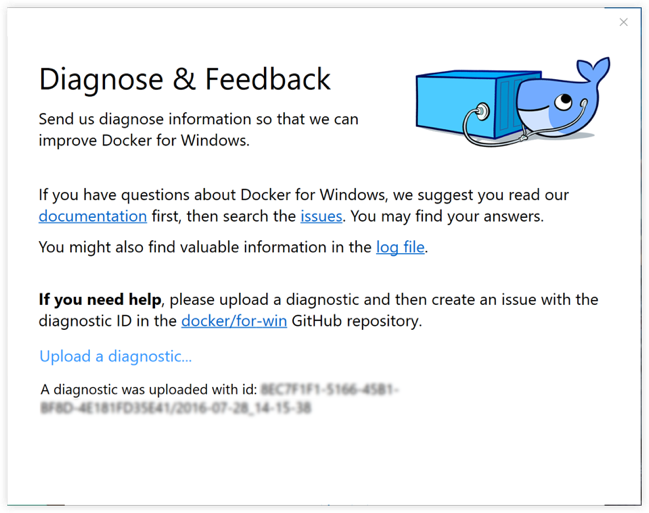 Diagnose & Feedback
Send us diagnose information so that we can
improve Docker for Windows.
If you have questions about Docker for Windows, we suggest you read our
documentation first, then search the issues. You may find your answers.
You might also find valuable information in the log file.
If you need help, please upload a diagnostic and then create an issue with the
diagnostic ID in the docker/for-win GitHub repository.
Upload a diagnostic...
A diagnostic was uploaded with id: